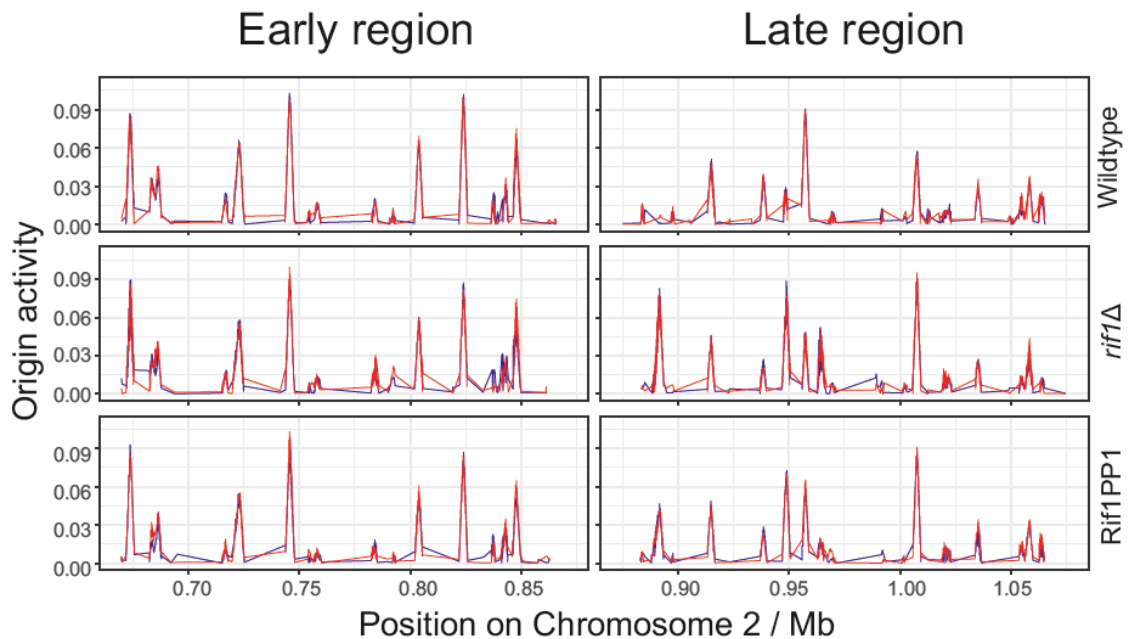 Early region
Late region
Origin activity
0.09
0.06
0.03
0.00
Wildtype
0.09
0.06
0.03
0.00
rif1Δ
0.09
0.06
0.03
0.00
Rif1PP1
0.70
0.75
0.80
0.85
0.90
0.95
1.00
1.05
Position on Chromosome 2 / Mb